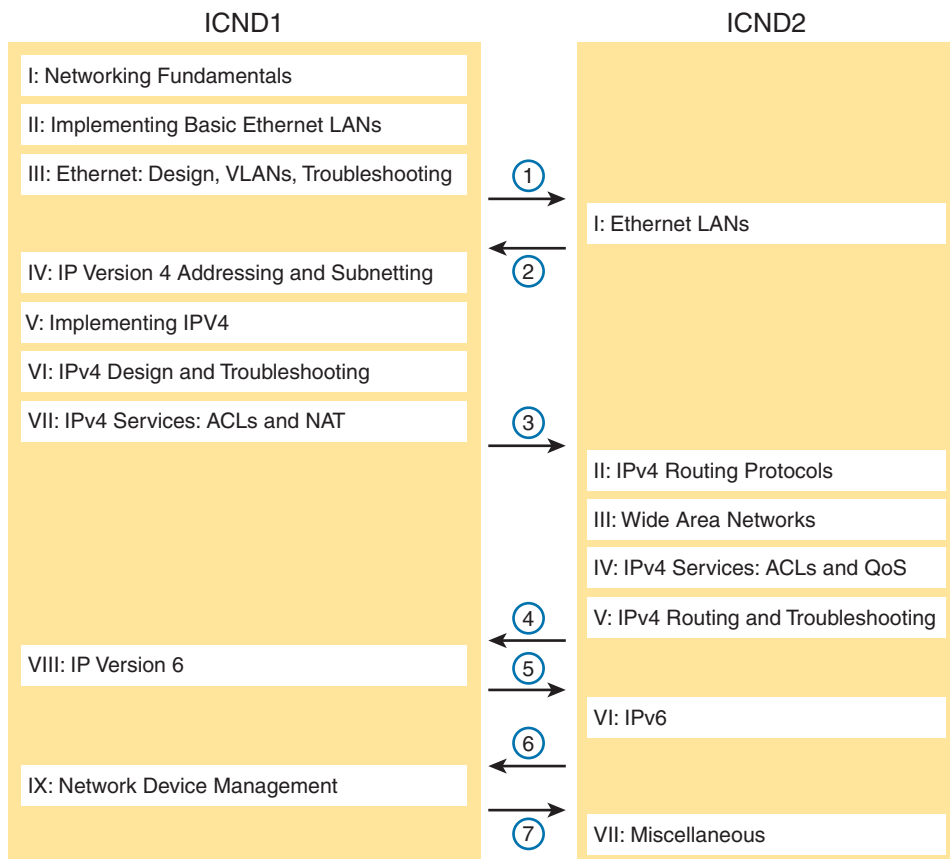 ICND1
ICND2
I: Networking Fundamentals
II: Implementing Basic Ethernet LANs
III: Ethernet: Design, VLANs, Troubleshooting
1
I: Ethernet LANs
2
IV: IP Version 4 Addressing and Subnetting
V: Implementing IPV4
VI: IPv4 Design and Troubleshooting
VII: IPv4 Services: ACLs and NAT
3
II: IPv4 Routing Protocols
III: Wide Area Networks
IV: IPv4 Services: ACLs and QoS
V: IPv4 Routing and Troubleshooting
4
VIII: IP Version 6
5
VI: IPv6
6
IX: Network Device Management
7
VII: Miscellaneous